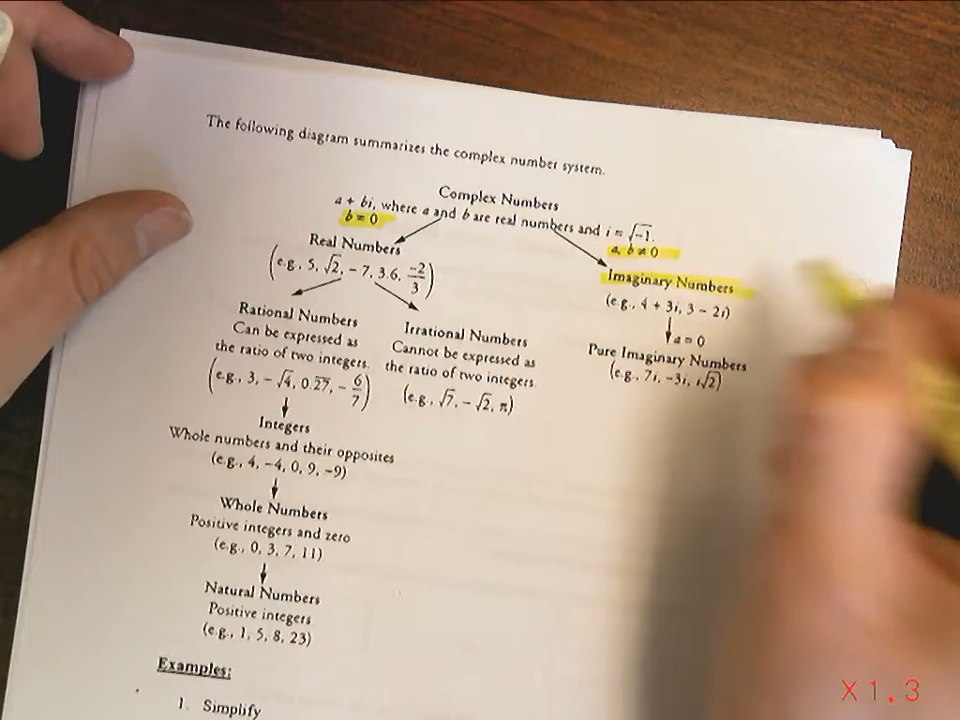 The following diagram summarizes the complex number system.
Complex Numbers
a + bi, where a and b are real numbers and i = √-1.
b = 0
a, b ≠ 0
Real Numbers
(e.g., 5, √2, - 7, 3.6, -2/3)
Imaginary Numbers
(e.g., 4 + 3i, 3 - 2i)
a = 0
Pure Imaginary Numbers
(e.g., 7i, -3i, i√2)
Rational Numbers
Can be expressed as
the ratio of two integers.
(e.g., 3, - √4, 0.2̅7̅, - 6/7)
Irrational Numbers
Cannot be expressed as
the ratio of two integers.
(e.g., √7, - √2, π)
Integers
Whole numbers and their opposites
(e.g., 4, -4, 0, 9, -9)
Whole Numbers
Positive integers and zero
(e.g., 0, 3, 7, 11)
Natural Numbers
Positive integers
(e.g., 1, 5, 8, 23)
Examples:
1. Simplify
X1.3